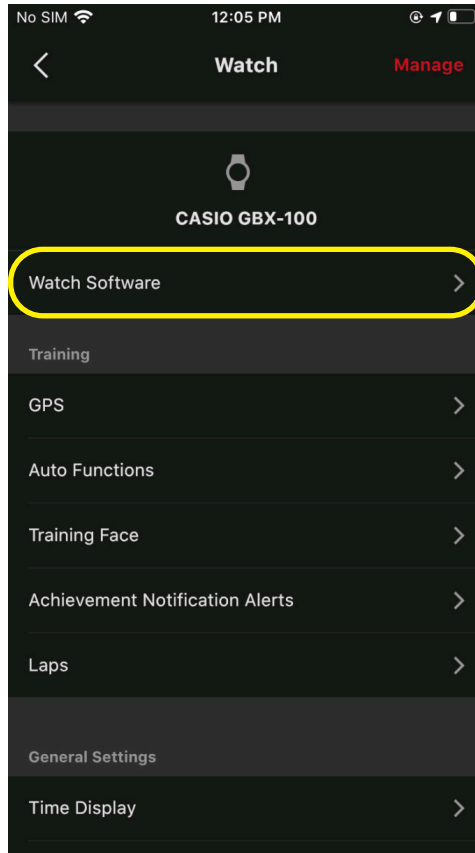 No SIM 12:05 PM
Watch Manage
CASIO GBX-100
Watch Software
Training
GPS
Auto Functions
Training Face
Achievement Notification Alerts
Laps
General Settings
Time Display